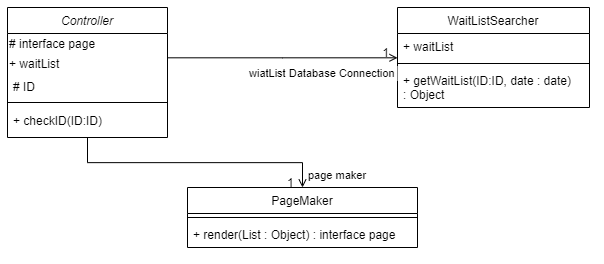 Controller
# interface page
+ waitList
# ID
+ checkID(ID:ID)
WaitListSearcher
+ waitList
+ getWaitList(ID:ID, date : date)
: Object
1
wiatList Database Connection
page maker
1
PageMaker
+ render(List : Object) : interface page